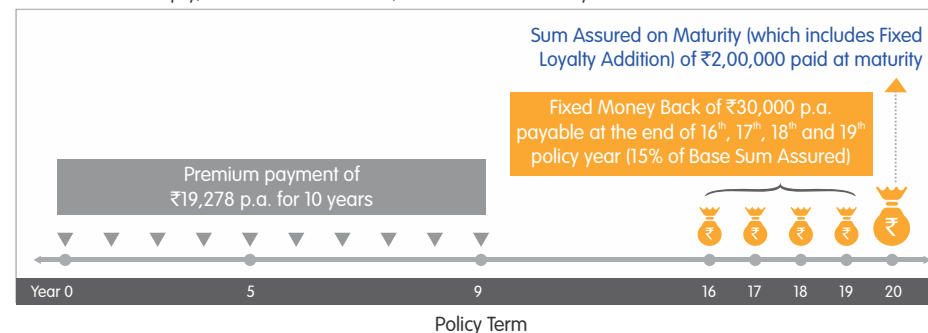 Sum Assured on Maturity (which includes Fixed
Loyalty Addition) of ₹2,00,000 paid at maturity
Fixed Money Back of ₹30,000 p.a.
payable at the end of 16th, 17th, 18th and 19th
policy year (15% of Base Sum Assured)
Premium payment of
₹19,278 p.a. for 10 years
₹ ₹ ₹ ₹ ₹
Year 0 5 9 16 17 18 19 20
Policy Term